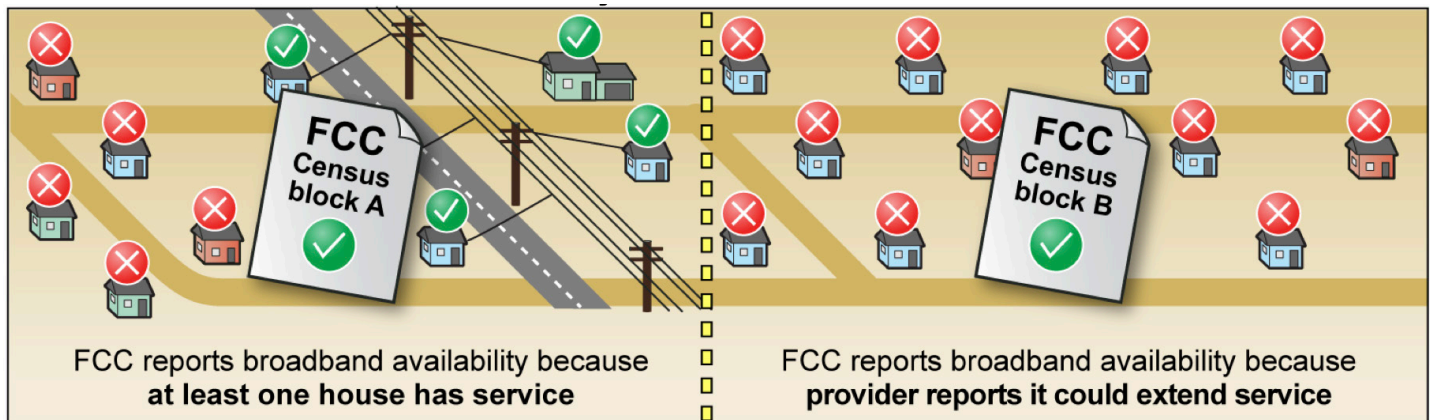 FCC
Census
block A
FCC
Census
block B
FCC reports broadband availability because
at least one house has service
FCC reports broadband availability because
provider reports it could extend service